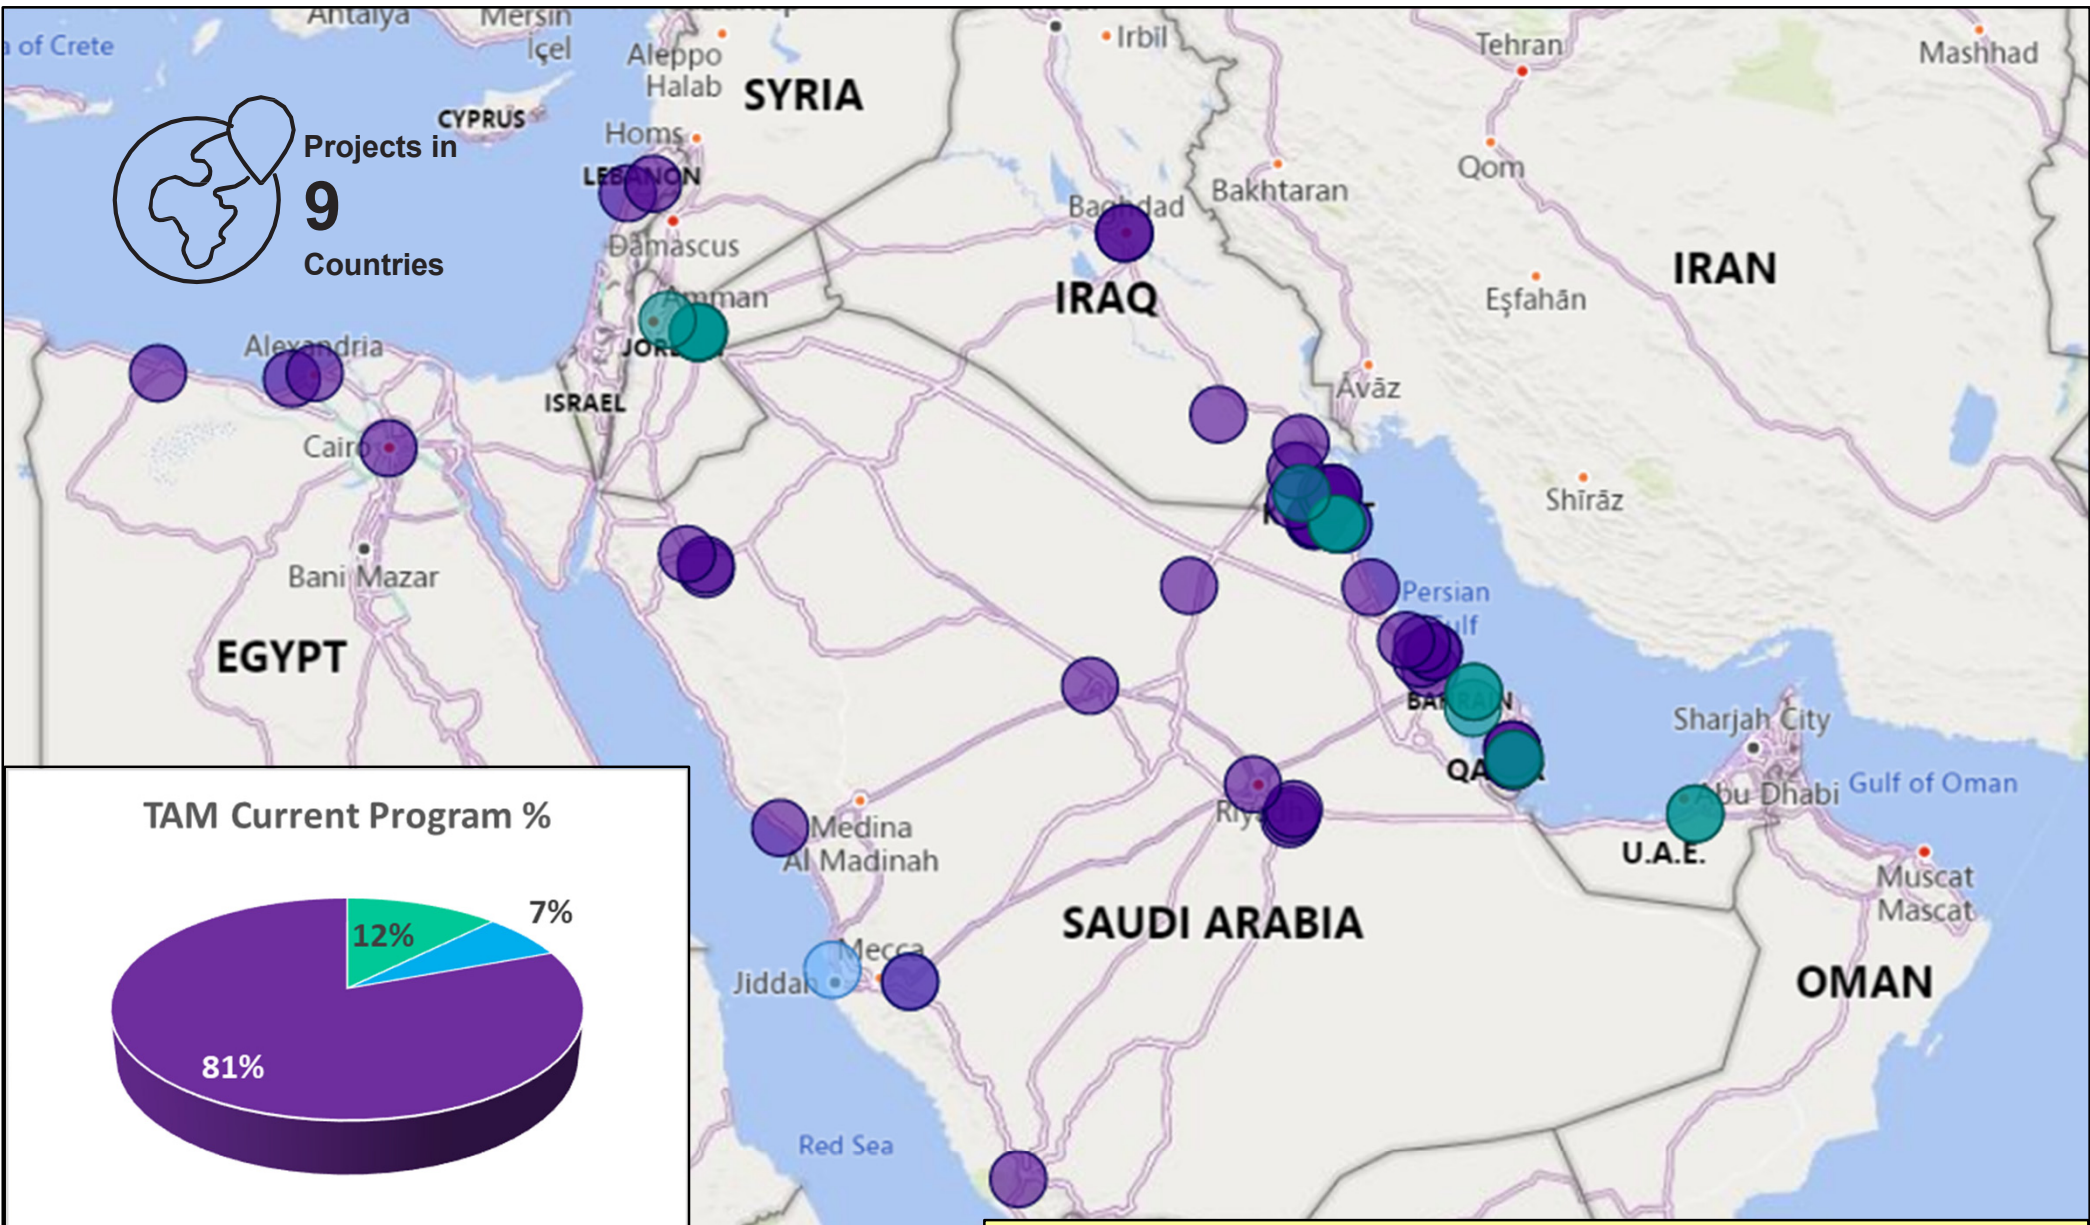 Antalya
Mersin
İçel
a of Crete
Aleppo
Halab
SYRIA
Irbil
Tehran
Mashhad
CYPRUS
Homs
Projects in
9
Countries
LEBANON
Qom
Bakhtaran
Baghdad
Damascus
IRAQ
IRAN
Eşfahān
Amman
Alexandria
ISRAEL
Āvāz
Cairo
Shīrāz
Bani Mazar
Persian
EGYPT
BAHRAIN
Sharjah City
Abu Dhabi
Gulf of Oman
U.A.E.
Muscat
Mascat
Medina
Al Madinah
SAUDI ARABIA
Mecca
Jiddah
OMAN
Red Sea
TAM Current Program %
12%
7%
81%